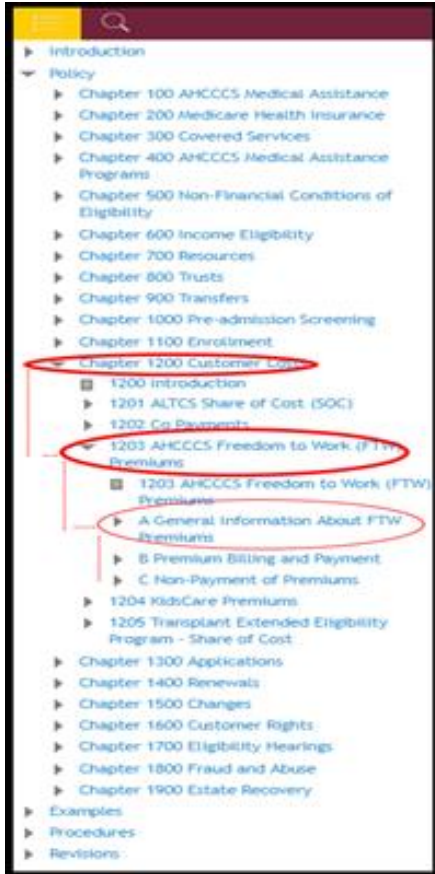 Introduction
Policy
Chapter 100 AHCCCS Medical Assistance
Chapter 200 Medicare Health Insurance
Chapter 300 Covered Services
Chapter 400 AHCCCS Medical Assistance
Programs
Chapter 500 Non-Financial Conditions of
Eligibility
Chapter 600 Income Eligibility
Chapter 700 Resources
Chapter 800 Trusts
Chapter 900 Transfers
Chapter 1000 Pre-admission Screening
Chapter 1100 Enrollment
Chapter 1200 Customer Costs
1200 Introduction
1201 ALTCS Share of Cost (SOC)
1202 Co Payments
1203 AHCCCS Freedom to Work (FTW)
Premiums
1203 AHCCCS Freedom to Work (FTW)
Premiums
A General Information About FTW
Premiums
B Premium Billing and Payment
C Non-Payment of Premiums
1204 KidsCare Premiums
1205 Transplant Extended Eligibility
Program - Share of Cost
Chapter 1300 Applications
Chapter 1400 Renewals
Chapter 1500 Changes
Chapter 1600 Customer Rights
Chapter 1700 Eligibility Hearings
Chapter 1800 Fraud and Abuse
Chapter 1900 Estate Recovery
Examples
Procedures
Revisions